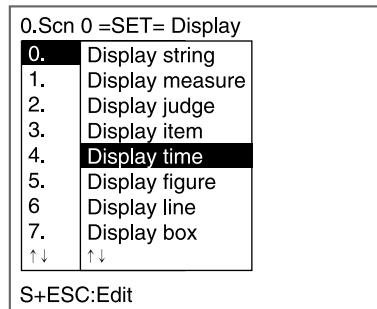 0.Scn 0 =SET= Display
0. Display string
1. Display measure
2. Display judge
3. Display item
4. Display time
5. Display figure
6 Display line
7. Display box
↑↓ ↑↓
S+ESC:Edit